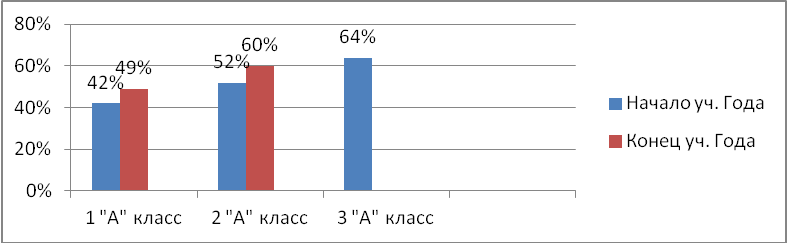 80%
60%
40%
20%
0%
42%
49%
52%
60%
64%
1 "А" класс
2 "А" класс
3 "А" класс
Начало уч. Года
Конец уч. Года